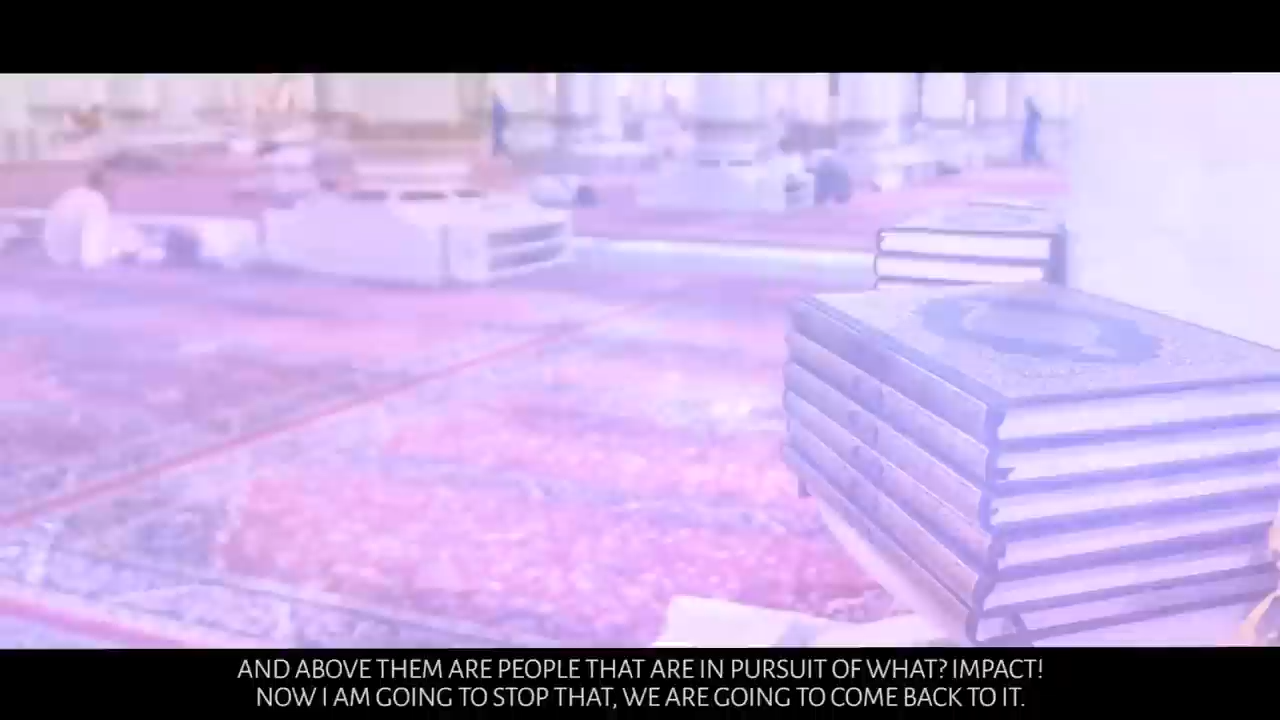 AND ABOVE THEM ARE PEOPLE THAT ARE IN PURSUIT OF WHAT? IMPACT!
NOW I AM GOING TO STOP THAT, WE ARE GOING TO COME BACK TO IT.